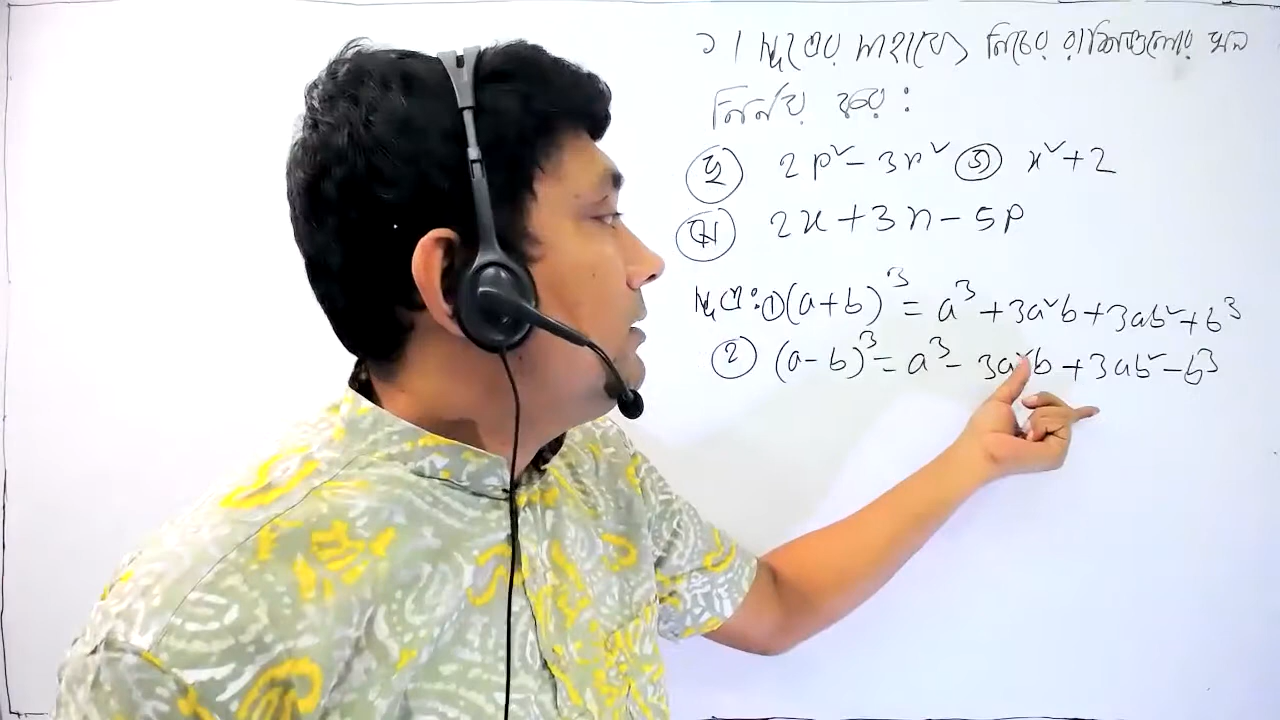 ১। সূত্রের সাহায্যে নিচের রাশিগুলোর ঘন
নির্ণয় কর :
ছ 2p² - 3r² ঙ x² + 2
2x + 3n - 5p
সূত্র : ① (a+b)³ = a³ + 3a²b + 3ab² + b³
② (a-b)³ = a³ - 3a²b + 3ab² - b³